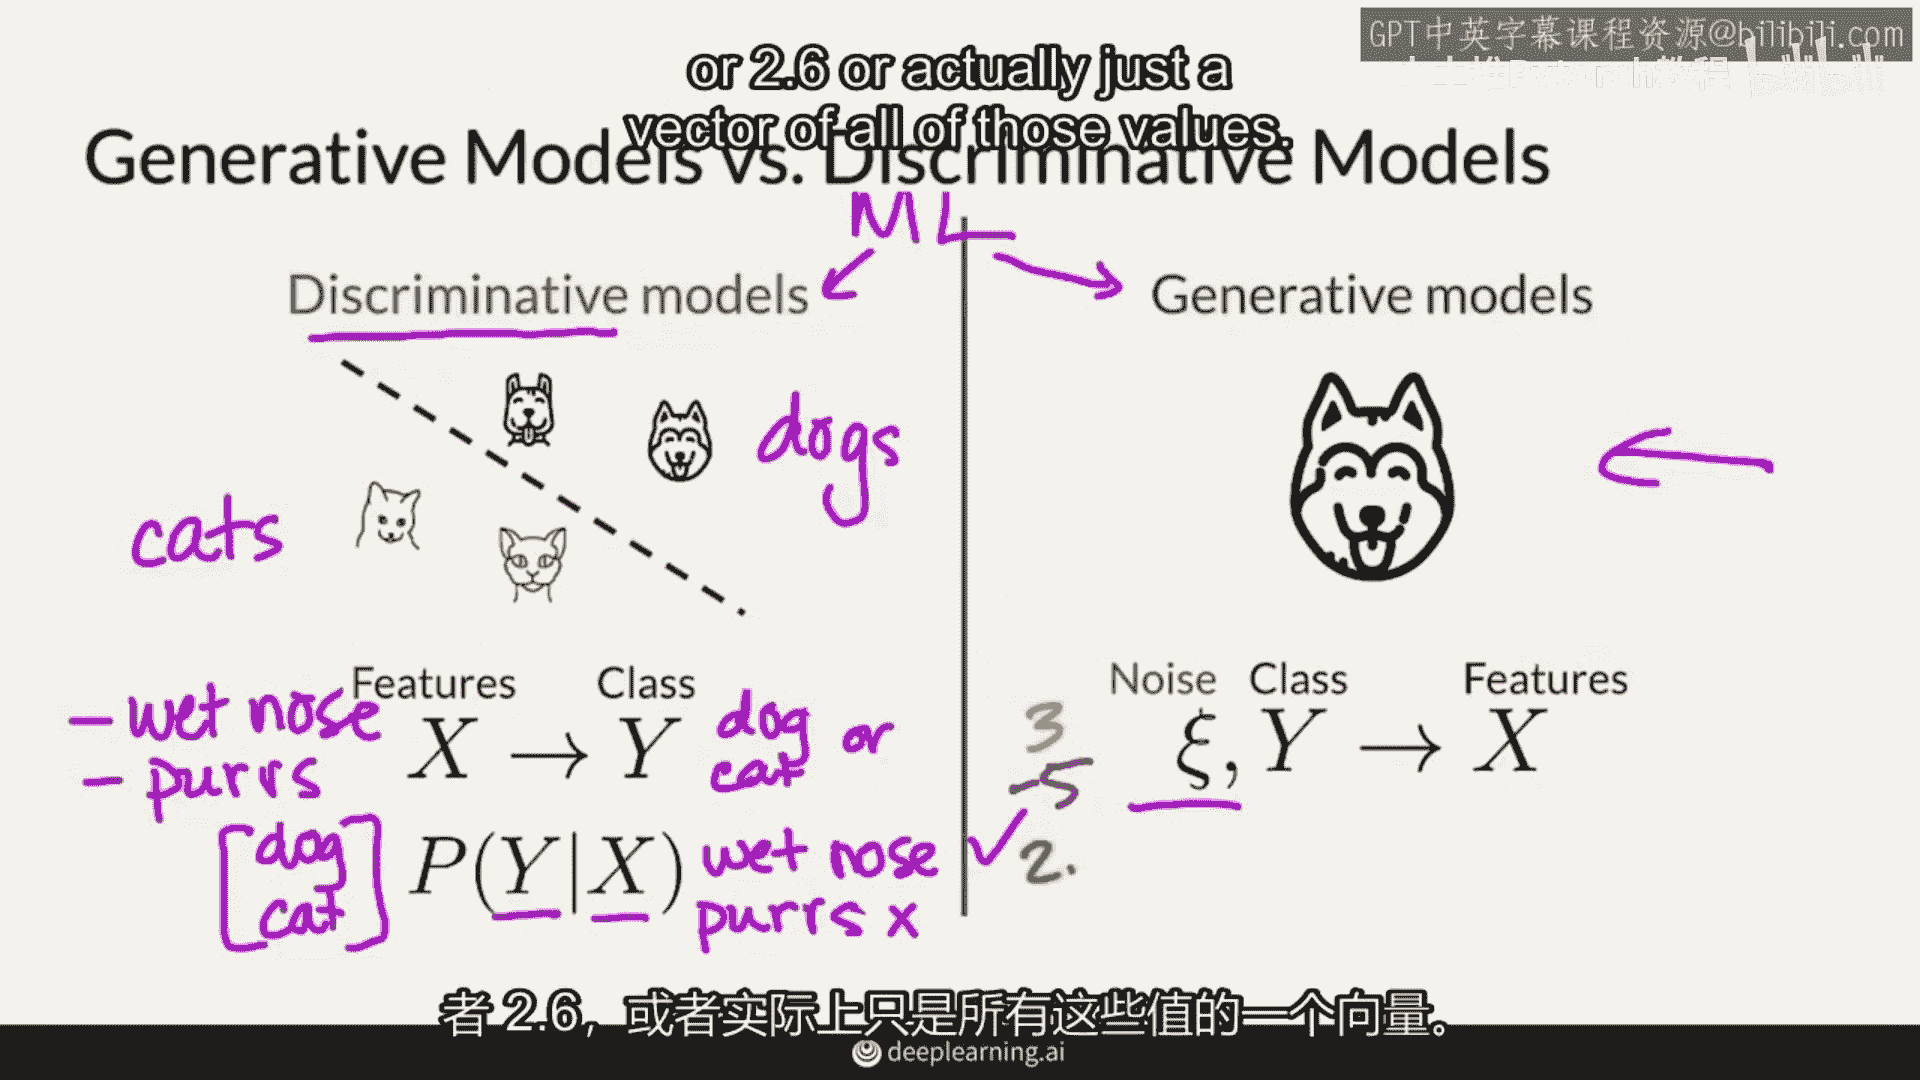 GPT中英字幕课程资源@bilibili.com
or 2.6 or actually just a
vector of all of those values.
Generative Models vs. Discriminative Models
ML
Discriminative models
Generative models
dogs
cats
Features Class
- wet nose
- purrs
X → Y
dog or
cat
[dog
cat]
P(Y|X)
wet nose ✓
purrs x
Noise Class Features
3
-5
2.
ξ, Y → X
者 2.6，或者实际上只是所有这些值的一个向量。
deeplearning.ai